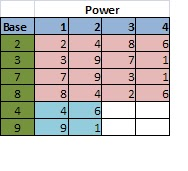 Power
Base 1 2 3 4
2 2 4 8 6
3 3 9 7 1
7 7 9 3 1
8 8 4 2 6
4 4 6
9 9 1